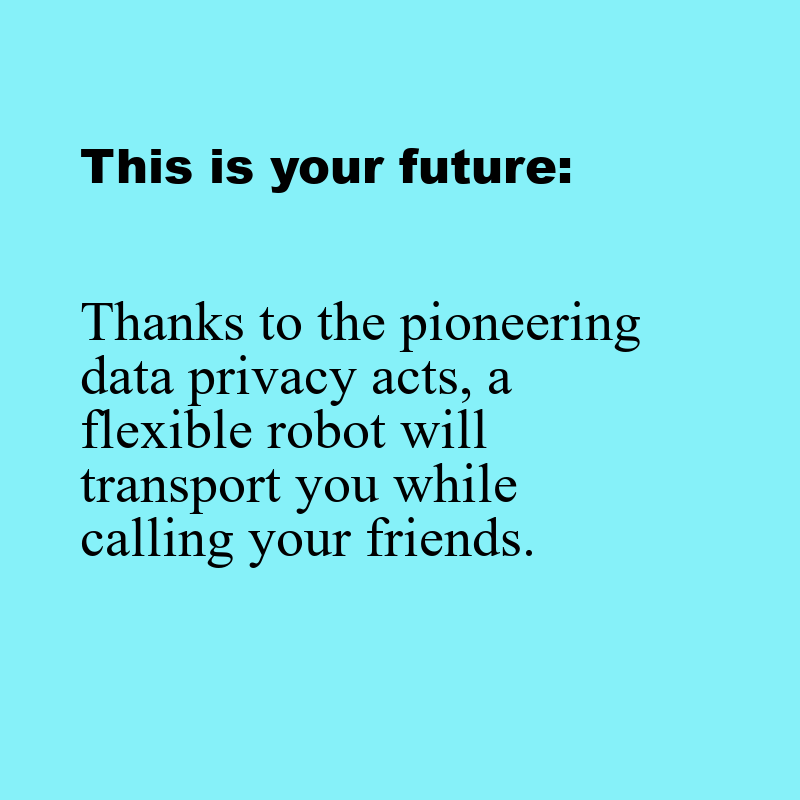 This is your future:
Thanks to the pioneering
data privacy acts, a
flexible robot will
transport you while
calling your friends.